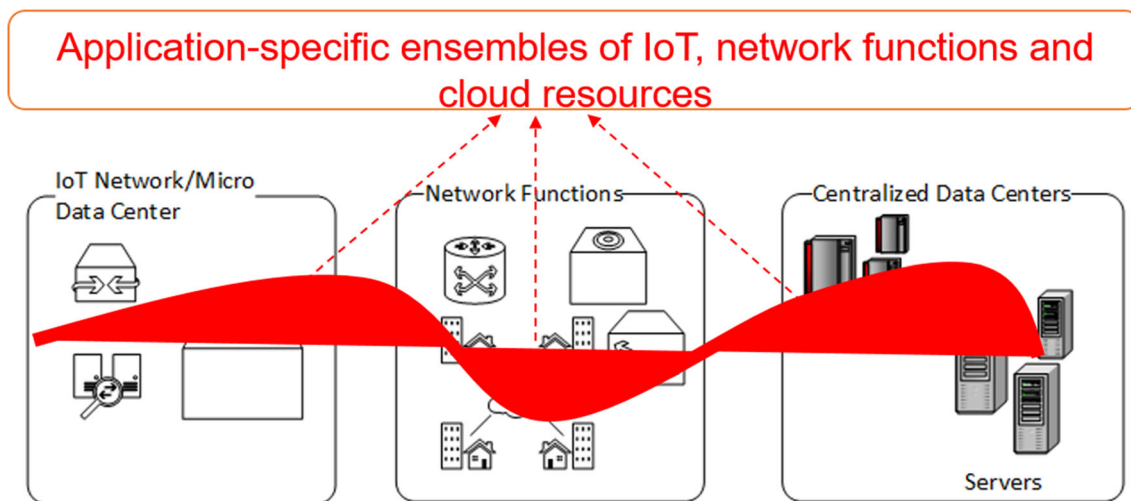 Application-specific ensembles of IoT, network functions and
cloud resources
IoT Network/Micro
Data Center
Network Functions
Centralized Data Centers
Servers